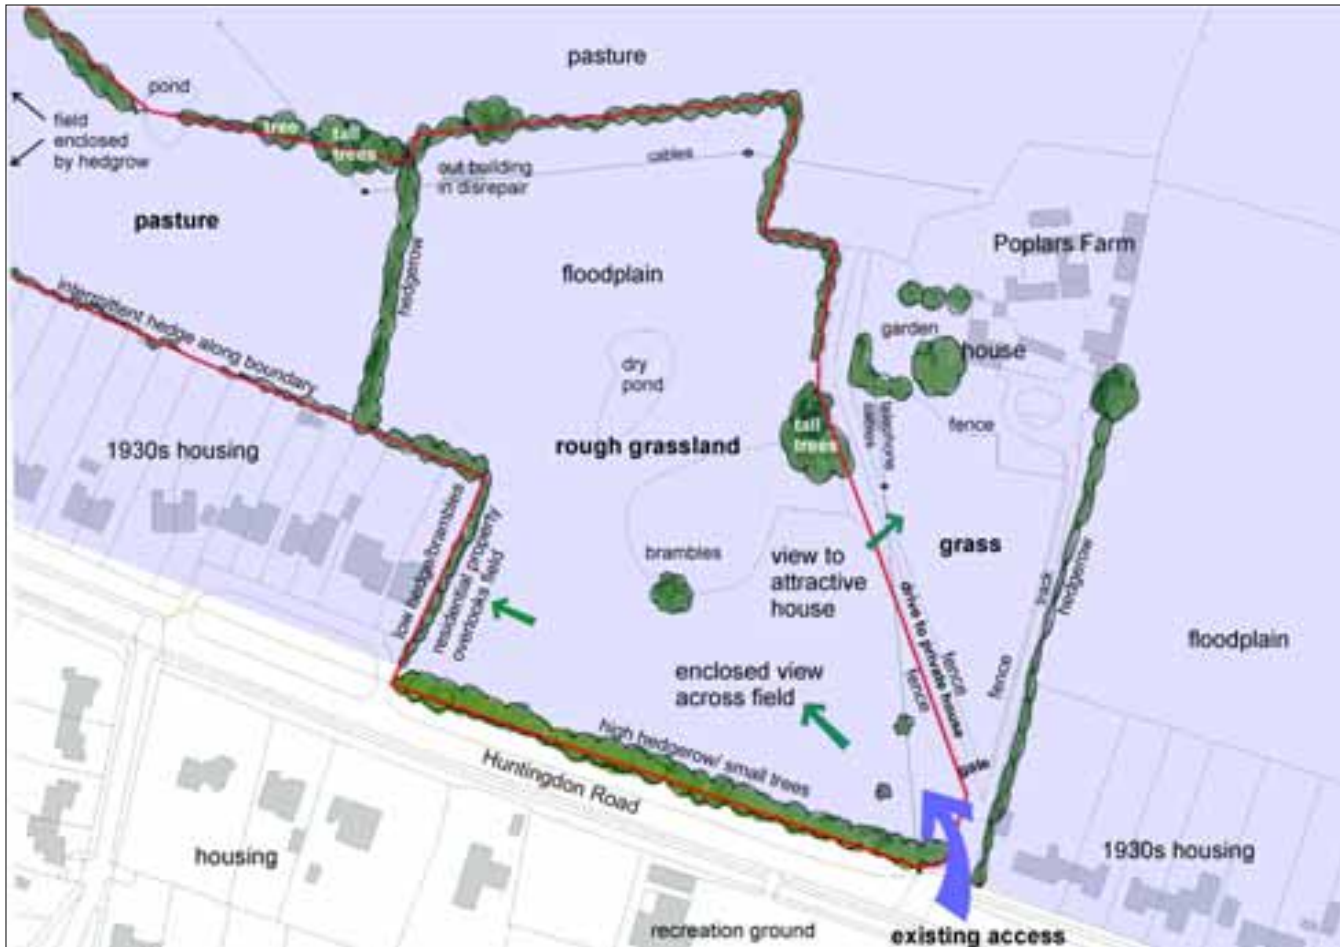 pasture
pond
field
enclosed
by hedgrow
tree
tall
trees
cables
out building
in disrepair
pasture
hedgerow
Poplars Farm
floodplain
intermittent hedge along boundary
garden
house
dry
pond
telephone
cables
fence
tall
trees
1930s housing
rough grassland
low hedge/brambles
residential property
overlooks field
brambles
view to
attractive
house
grass
track
hedgerow
drive to private house
fence
fence
fence
floodplain
enclosed view
across field
gate
high hedgerow/ small trees
Huntingdon Road
housing
1930s housing
recreation ground
existing access